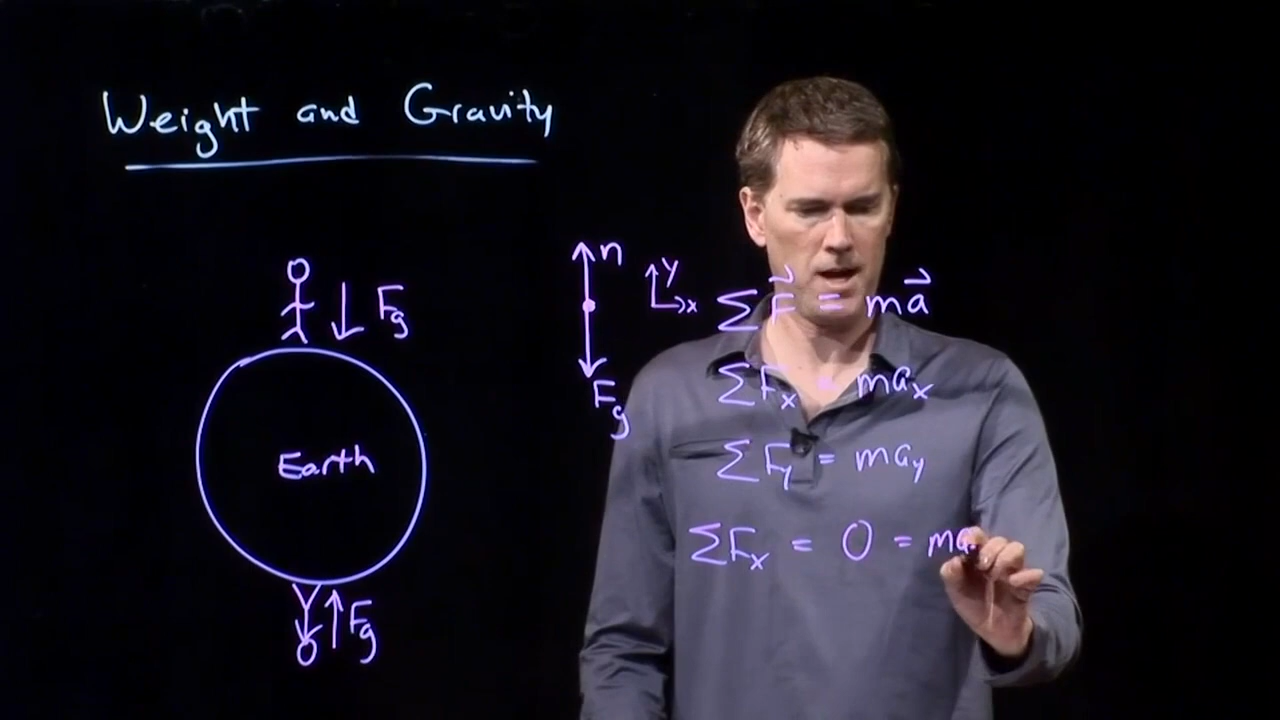 Weight and Gravity
Fg
Earth
Fg
n
y
x
Fg
ΣF⃗ = ma⃗
ΣFx = max
ΣFy = may
ΣFx = 0 = ma